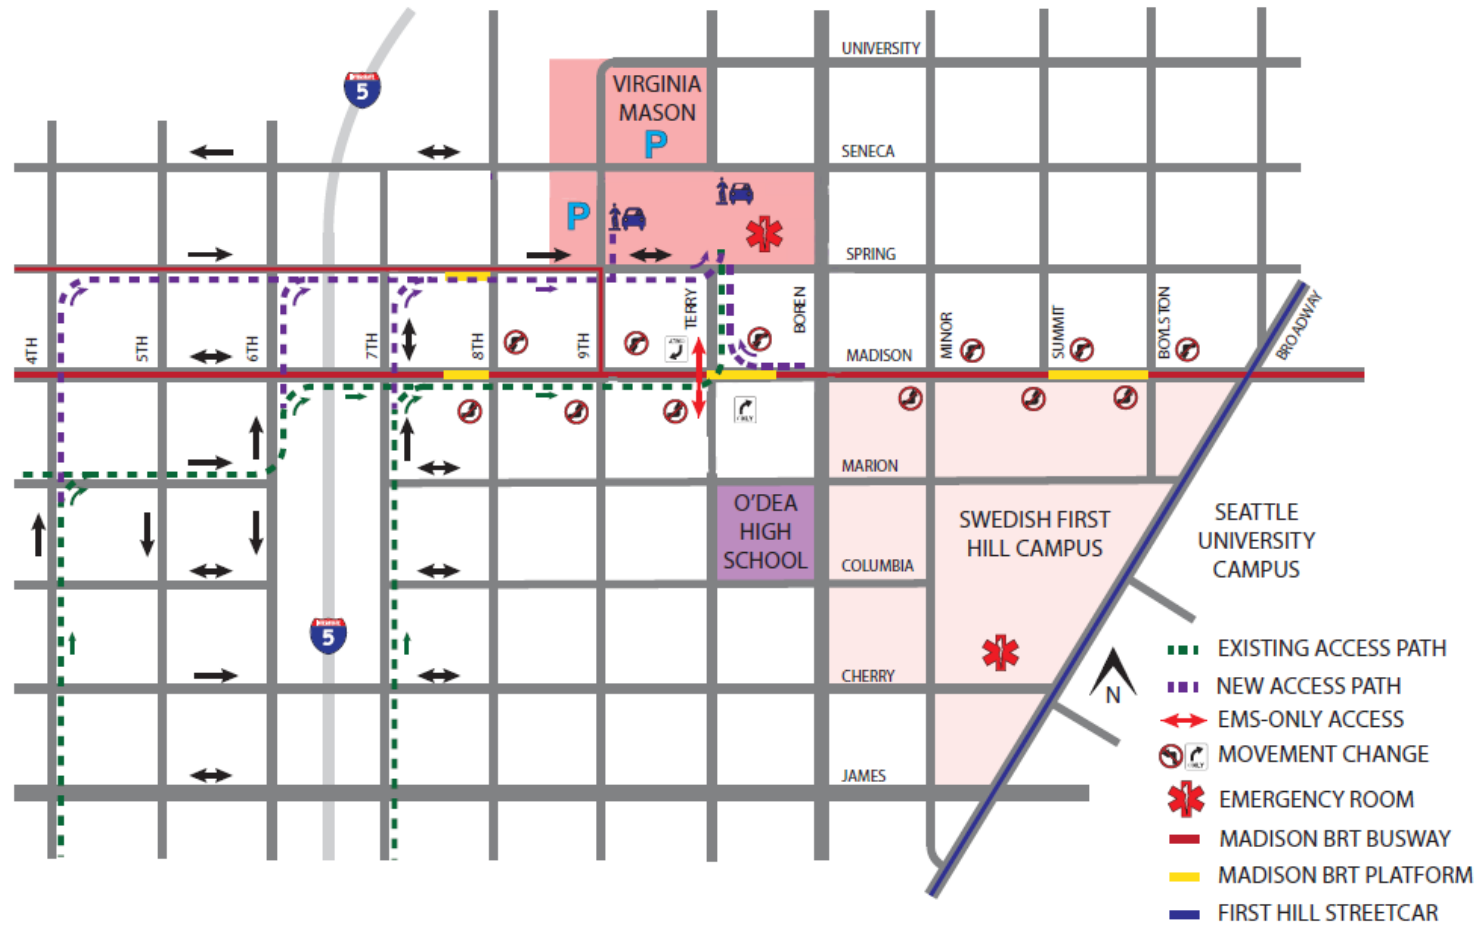 UNIVERSITY
VIRGINIA
MASON
P
5
SENECA
P
SPRING
4TH
5TH
6TH
7TH
8TH
9TH
TERRY
BOREN
MADISON
MINOR
SUMMIT
BOYLSTON
BROADWAY
ONLY
MARION
O'DEA
HIGH
SCHOOL
SWEDISH FIRST
HILL CAMPUS
SEATTLE
UNIVERSITY
CAMPUS
COLUMBIA
5
CHERRY
N
JAMES
EXISTING ACCESS PATH
NEW ACCESS PATH
EMS-ONLY ACCESS
ONLY
MOVEMENT CHANGE
EMERGENCY ROOM
MADISON BRT BUSWAY
MADISON BRT PLATFORM
FIRST HILL STREETCAR